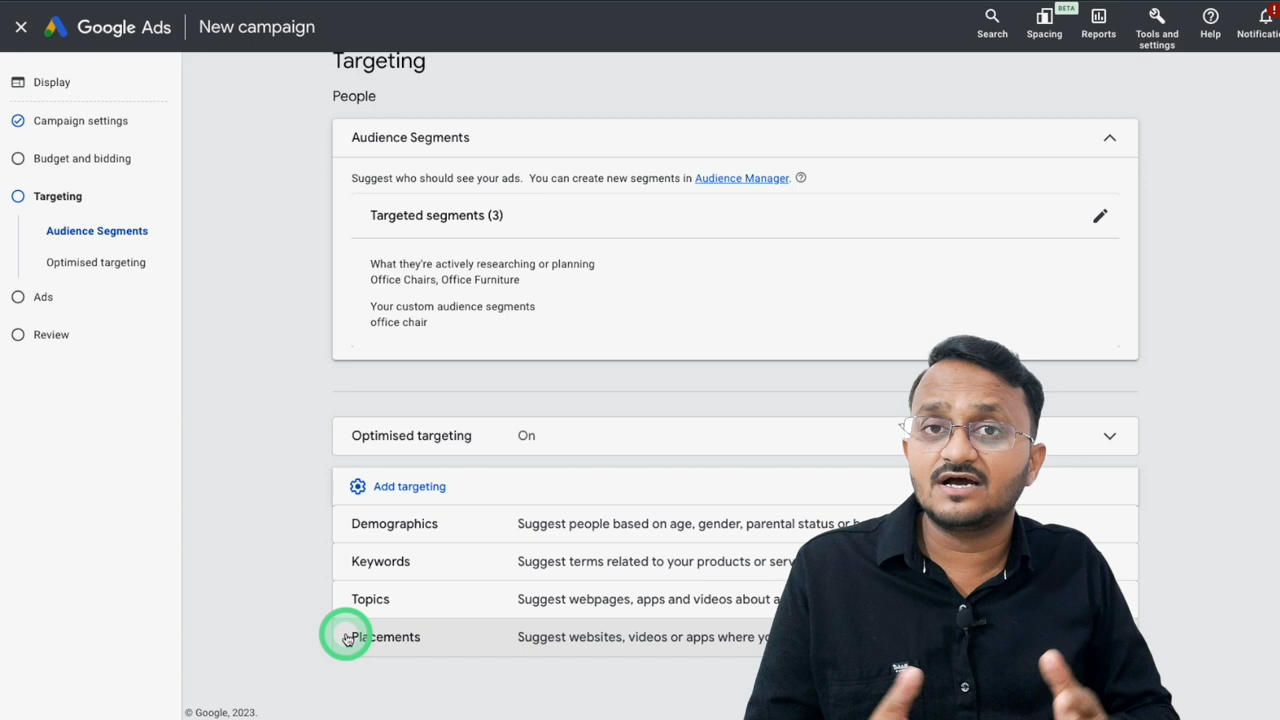 Google Ads
New campaign
Search
BETA
Spacing
Reports
Tools and
settings
Help
!
Display
Campaign settings
Budget and bidding
Targeting
Audience Segments
Optimised targeting
Ads
Review
Targeting
People
Audience Segments
Suggest who should see your ads. You can create new segments in Audience Manager. ?
Targeted segments (3)
What they're actively researching or planning
Office Chairs, Office Furniture
Your custom audience segments
office chair
Optimised targeting On
Add targeting
Demographics Suggest people based on age, gender, parental status or
Keywords Suggest terms related to your products or
Topics Suggest webpages, apps and videos about
Placements Suggest websites, videos or apps where
© Google, 2023.